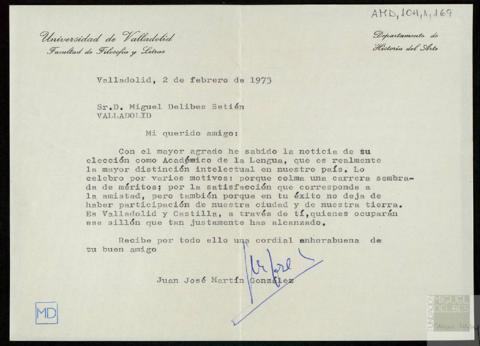 AMD,104,1,169
Universidad de Valladolid
Facultad de Filosofía y Letras
Departamento de
Historia del Arte
Valladolid, 2 de febrero de 1973
Sr.D. Miguel Delibes Setién
VALLADOLID
Mi querido amigo:
Con el mayor agrado he sabido la noticia de su
elección como Académico de la Lengua, que es realmente
la mayor distinción intelectual en nuestro país. Lo
celebro por varios motivos: porque colma una carrera sembra-
da de méritos; por la satisfacción que corresponde a
la amistad, pero también porque en tu éxito no deja de
haber participación de nuestra ciudad y de nuestra tierra.
Es Valladolid y Castilla, a través de tí, quienes ocuparán
ese sillón que tan justamente has alcanzado.
Recibe por todo ello una cordial enhorabuena de
tu buen amigo
Juan José Martín González
MD
MIGUEL
DELIBES